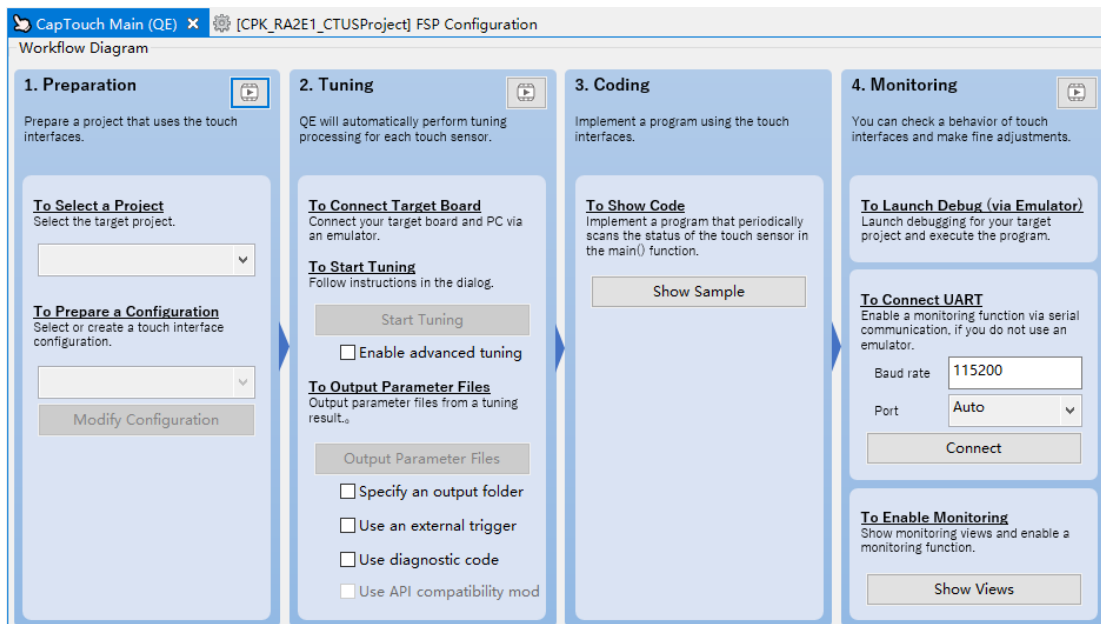 CapTouch Main (QE)
[CPK_RA2E1_CTUSProject] FSP Configuration
Workflow Diagram
1. Preparation
Prepare a project that uses the touch
interfaces.
To Select a Project
Select the target project.
To Prepare a Configuration
Select or create a touch interface
configuration.
Modify Configuration
2. Tuning
QE will automatically perform tuning
processing for each touch sensor.
To Connect Target Board
Connect your target board and PC via
an emulator.
To Start Tuning
Follow instructions in the dialog.
Start Tuning
Enable advanced tuning
To Output Parameter Files
Output parameter files from a tuning
result.。
Output Parameter Files
Specify an output folder
Use an external trigger
Use diagnostic code
Use API compatibility mod
3. Coding
Implement a program using the touch
interfaces.
To Show Code
Implement a program that periodically
scans the status of the touch sensor in
the main() function.
Show Sample
4. Monitoring
You can check a behavior of touch
interfaces and make fine adjustments.
To Launch Debug (via Emulator)
Launch debugging for your target
project and execute the program.
To Connect UART
Enable a monitoring function via serial
communication, if you do not use an
emulator.
Baud rate 115200
Port Auto
Connect
To Enable Monitoring
Show monitoring views and enable a
monitoring function.
Show Views